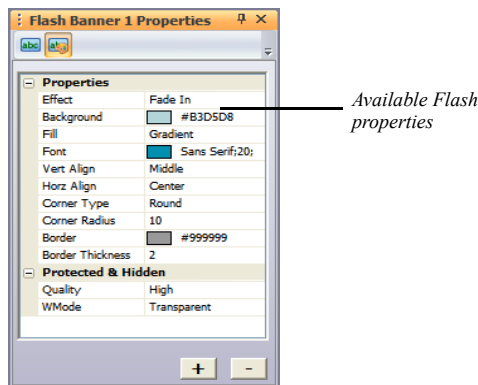 Flash Banner 1 Properties
abc
Properties
Effect Fade In
Background #B3D5D8
Fill Gradient
Font Sans Serif;20;
Vert Align Middle
Horz Align Center
Corner Type Round
Corner Radius 10
Border #999999
Border Thickness 2
Protected & Hidden
Quality High
WMode Transparent
+ -
Available Flash
properties